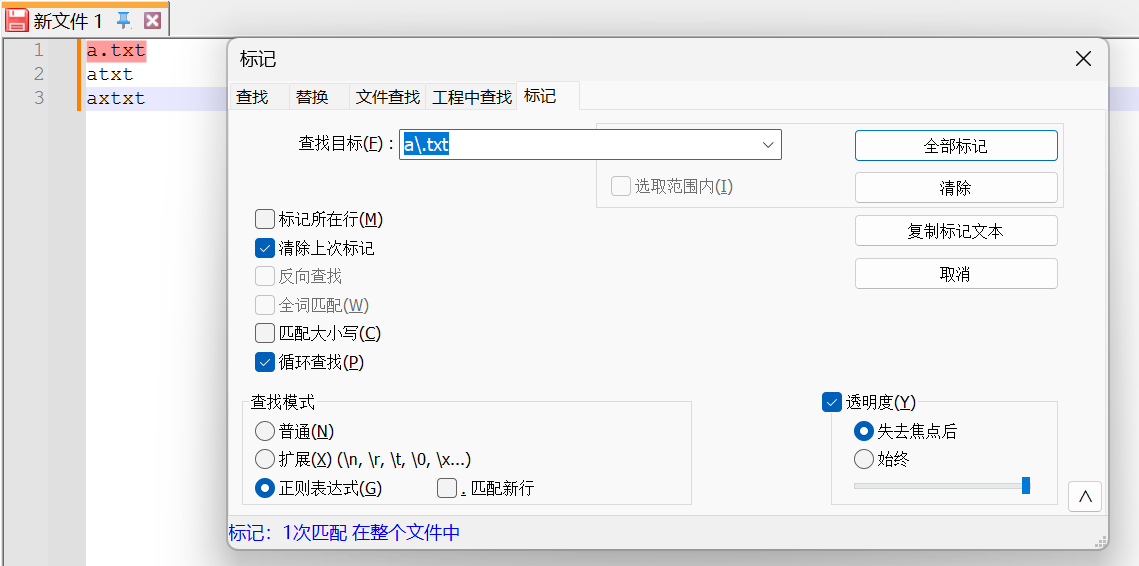 新文件 1
1 a.txt
2 atxt
3 axtxt
标记
查找 替换 文件查找 工程中查找 标记
查找目标(F) : a\.txt
全部标记
选取范围内(I)
清除
标记所在行(M)
复制标记文本
清除上次标记
取消
反向查找
全词匹配(W)
匹配大小写(C)
循环查找(P)
查找模式
透明度(Y)
普通(N)
失去焦点后
扩展(X) (\n, \r, \t, \0, \x...)
始终
正则表达式(G) . 匹配新行
标记：1次匹配 在整个文件中